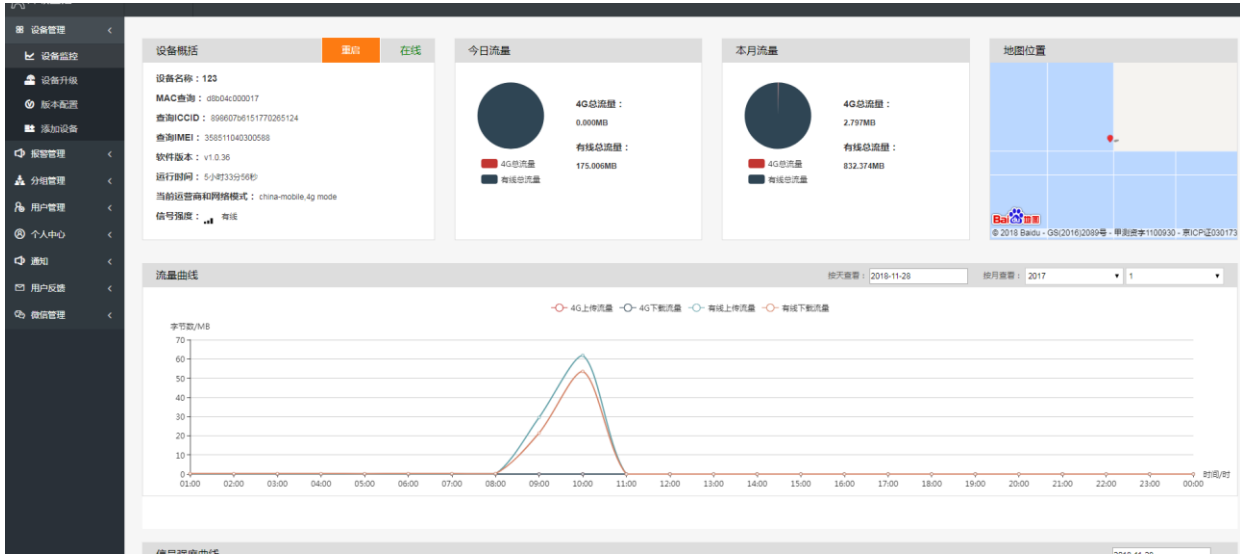 设备管理
设备监控
设备升级
版本配置
添加设备
报警管理
分组管理
用户管理
个人中心
通知
用户反馈
微信管理
设备概括 重启 在线
设备名称：123
MAC查询： d8b04c000017
查询ICCID： 898607b6151770265124
查询IMEI： 358511040300588
软件版本： v1.0.36
运行时间： 5小时33分56秒
当前运营商和网络模式： china-mobile,4g mode
信号强度： 有线
今日流量
4G总流量：
0.000MB
有线总流量：
175.006MB
4G总流量
有线总流量
本月流量
4G总流量：
2.797MB
有线总流量：
832.374MB
4G总流量
有线总流量
地图位置
Bai du 地图
© 2018 Baidu - GS(2016)2089号 - 甲测资字1100930 - 京ICP证030173
流量曲线 按天查看： 2018-11-28 按月查看： 2017 1
4G上传流量 4G下载流量 有线上传流量 有线下载流量
字节数/MB
70
60
50
40
30
20
10
0
01:00 02:00 03:00 04:00 05:00 06:00 07:00 08:00 09:00 10:00 11:00 12:00 13:00 14:00 15:00 16:00 17:00 18:00 19:00 20:00 21:00 22:00 23:00 00:00 时间/时
信号强度曲线 2018-11-28